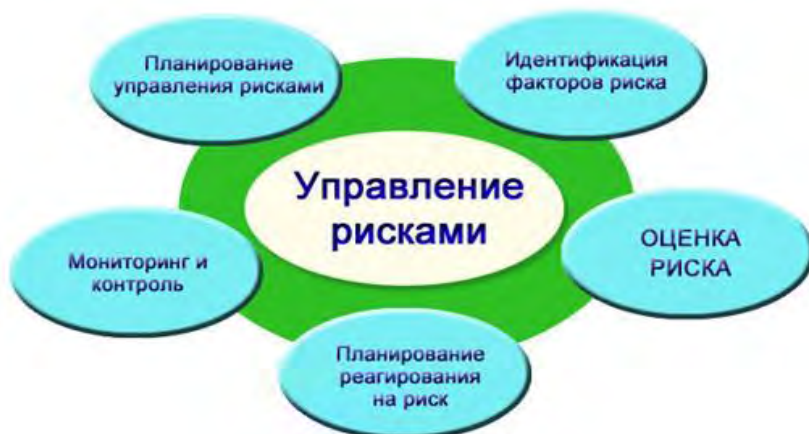 Планирование
управления рисками
Идентификация
факторов риска
Управление
рисками
ОЦЕНКА
РИСКА
Мониторинг и
контроль
Планирование
реагирования
на риск